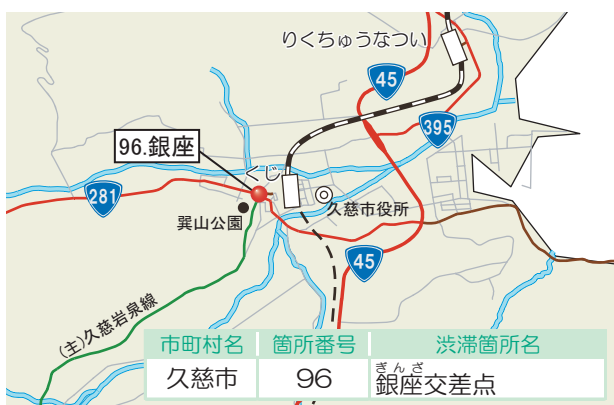 りくちゅうなつい
45
395
96.銀座
くじ
281
巽山公園
久慈市役所
45
(主)久慈岩泉線
市町村名 箇所番号 渋滞箇所名
ぎんざ
久慈市 96 銀座交差点